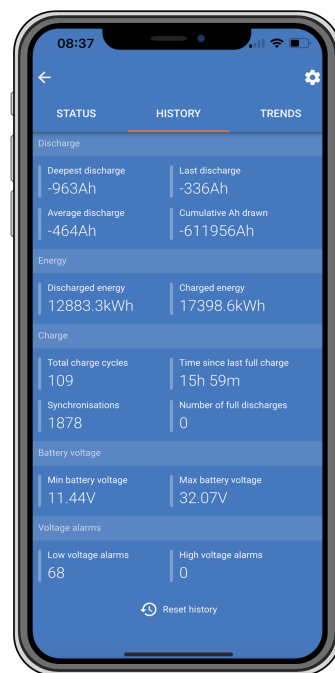 08:37
STATUS HISTORY TRENDS
Discharge
Deepest discharge Last discharge
-963Ah -336Ah
Average discharge Cumulative Ah drawn
-464Ah -611956Ah
Energy
Discharged energy Charged energy
12883.3kWh 17398.6kWh
Charge
Total charge cycles Time since last full charge
109 15h 59m
Synchronisations Number of full discharges
1878 0
Battery voltage
Min battery voltage Max battery voltage
11.44V 32.07V
Voltage alarms
Low voltage alarms High voltage alarms
68 0
Reset history